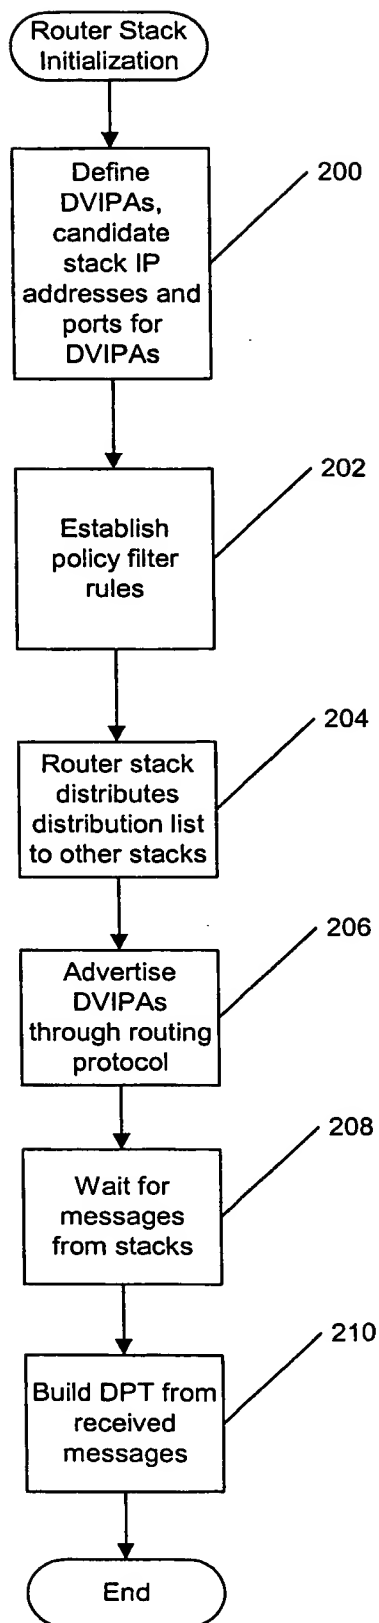 Router Stack
Initialization
200
Define
DVIPAs,
candidate
stack IP
addresses and
ports for
DVIPAs
202
Establish
policy filter
rules
204
Router stack
distributes
distribution list
to other stacks
206
Advertise
DVIPAs
through routing
protocol
208
Wait for
messages
from stacks
210
Build DPT from
received
messages
End